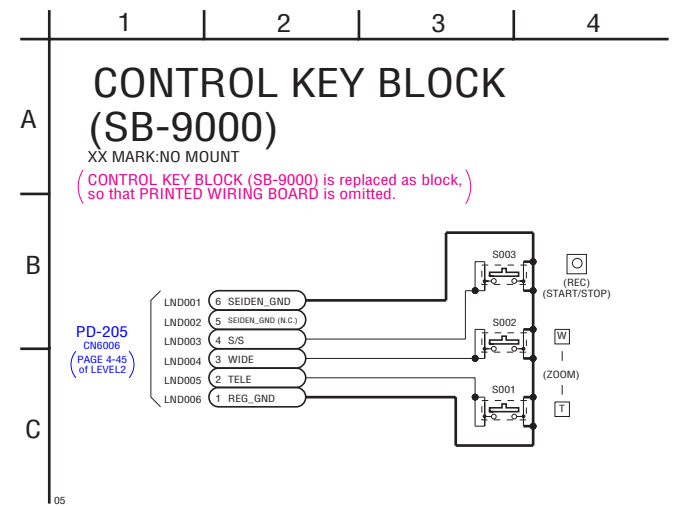 1 2 3 4
CONTROL KEY BLOCK
A
(SB-9000)
XX MARK:NO MOUNT
(CONTROL KEY BLOCK (SB-9000) is replaced as block,
so that PRINTED WIRING BOARD is omitted.)
B
S003
(REC)
(START/STOP)
LND001 6 SEIDEN_GND
LND002 5 SEIDEN_GND (N.C.)
LND003 4 S/S
LND004 3 WIDE
LND005 2 TELE
LND006 1 REG_GND
PD-205
CN6006
(PAGE 4-45
of LEVEL2)
S002
W
(ZOOM)
S001
T
C
05